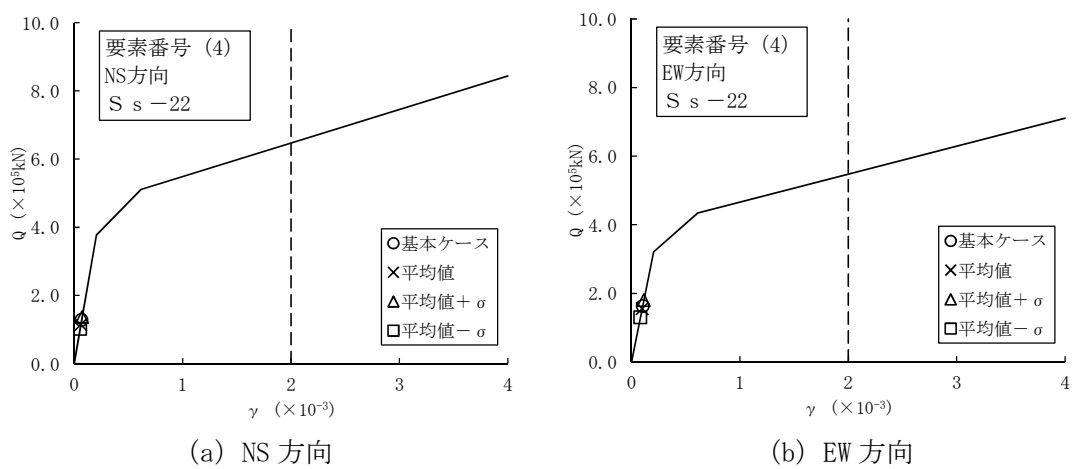 10.0
8.0
6.0
4.0
2.0
0.0
Q (×10⁵kN)
要素番号 (4)
NS方向
Ss-22
基本ケース
平均値
平均値+σ
平均値-σ
0 1 2 3 4
γ (×10⁻³)
(a) NS 方向
10.0
8.0
6.0
4.0
2.0
0.0
Q (×10⁵kN)
要素番号 (4)
EW方向
Ss-22
基本ケース
平均値
平均値+σ
平均値-σ
0 1 2 3 4
γ (×10⁻³)
(b) EW 方向